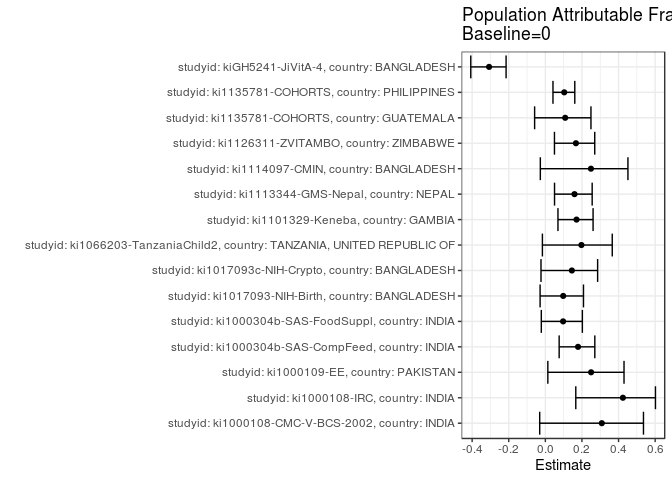 Population Attributable Fra
Baseline=0
studyid: kiGH5241-JiVitA-4, country: BANGLADESH
studyid: ki1135781-COHORTS, country: PHILIPPINES
studyid: ki1135781-COHORTS, country: GUATEMALA
studyid: ki1126311-ZVITAMBO, country: ZIMBABWE
studyid: ki1114097-CMIN, country: BANGLADESH
studyid: ki1113344-GMS-Nepal, country: NEPAL
studyid: ki1101329-Keneba, country: GAMBIA
studyid: ki1066203-TanzaniaChild2, country: TANZANIA, UNITED REPUBLIC OF
studyid: ki1017093c-NIH-Crypto, country: BANGLADESH
studyid: ki1017093-NIH-Birth, country: BANGLADESH
studyid: ki1000304b-SAS-FoodSuppl, country: INDIA
studyid: ki1000304b-SAS-CompFeed, country: INDIA
studyid: ki1000109-EE, country: PAKISTAN
studyid: ki1000108-IRC, country: INDIA
studyid: ki1000108-CMC-V-BCS-2002, country: INDIA
-0.4 -0.2 0.0 0.2 0.4 0.6
Estimate